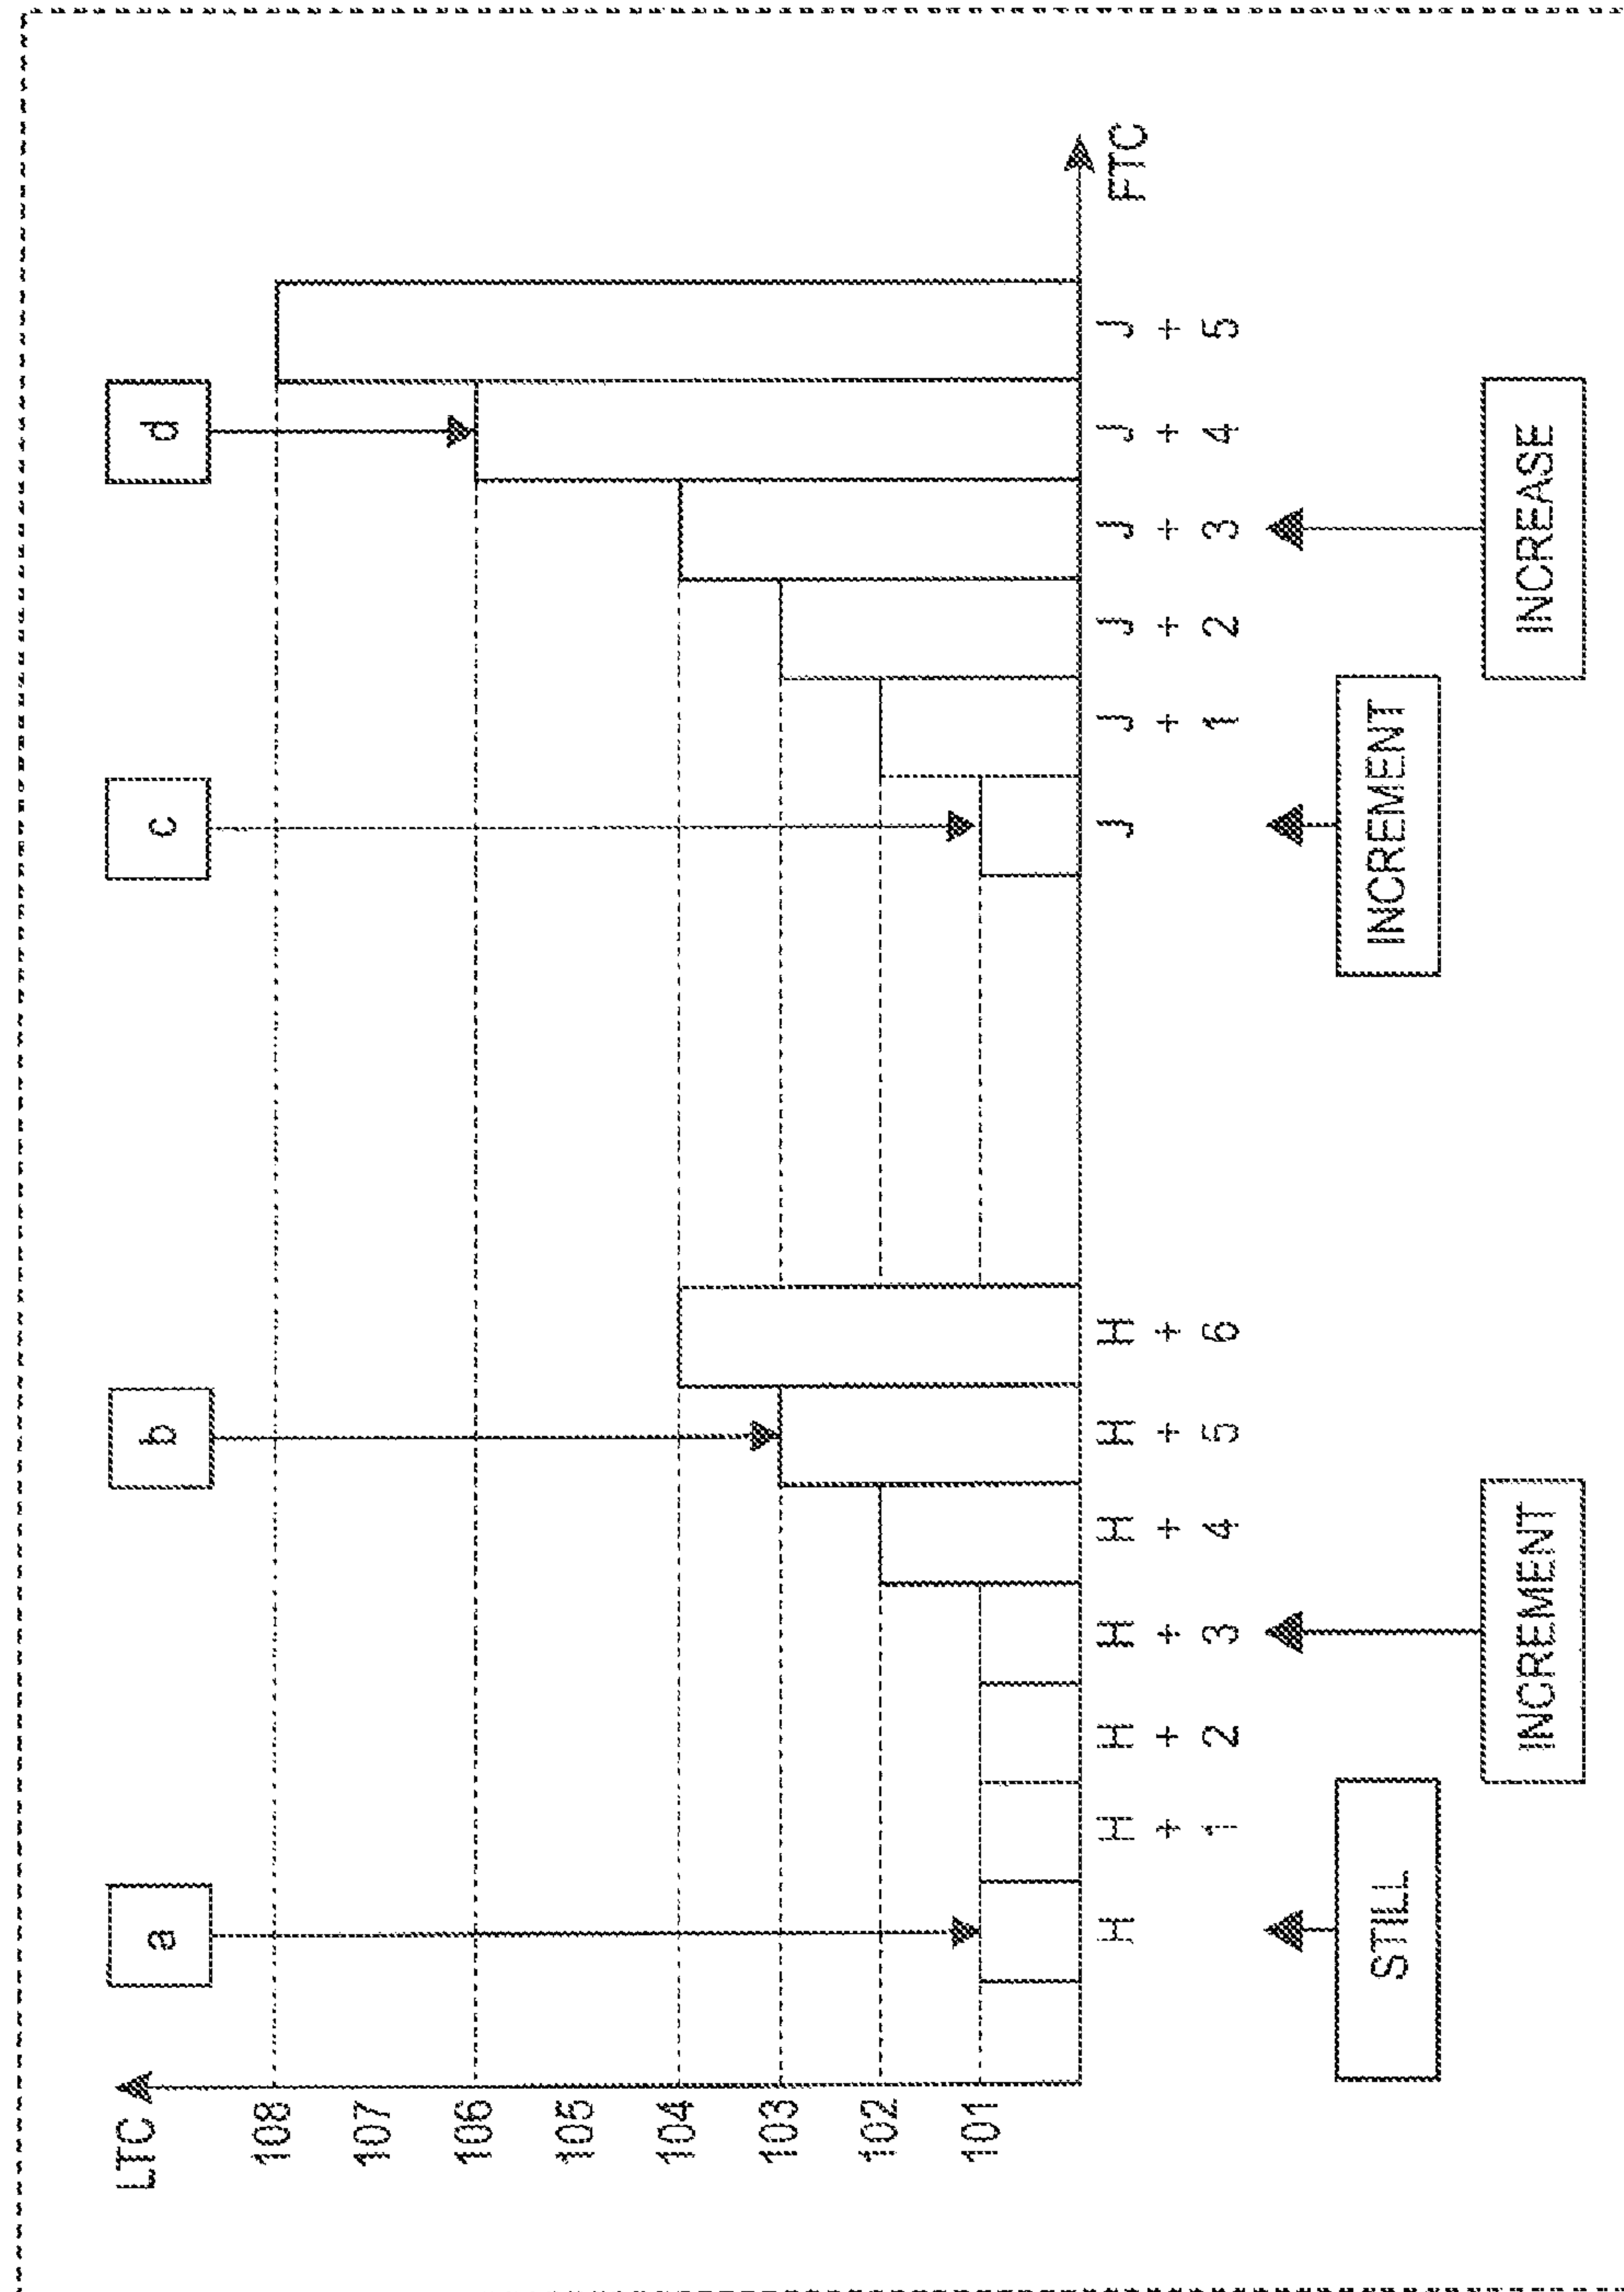 LTC
a
b
c
d
108
107
106
105
104
103
102
101
H
H + 1
H + 2
H + 3
H + 4
H + 5
H + 6
J
J + 1
J + 2
J + 3
J + 4
J + 5
FTC
STILL
INCREMENT
INCREMENT
INCREASE